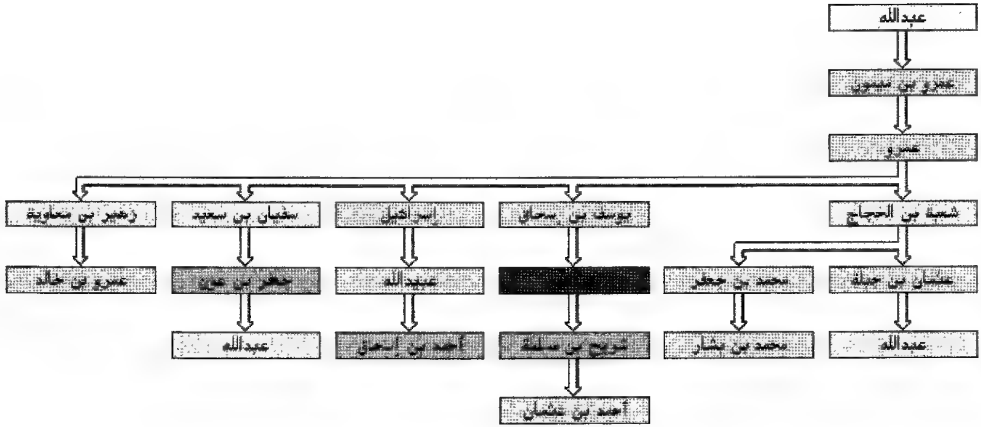 عبدالله
عمرو بن ميمون
عمرو
شعبة بن الحجاج
يوسف بن إسحاق
إسرائيل
سفيان بن سعيد
زهير بن معاوية
عثمان بن جبلة
محمد بن جعفر
عبيدالله
جعفر بن عون
عمرو بن خالد
عبدالله
محمد بن بشار
شريح بن مسلمة
أحمد بن إسحاق
عبدالله
أحمد بن عثمان